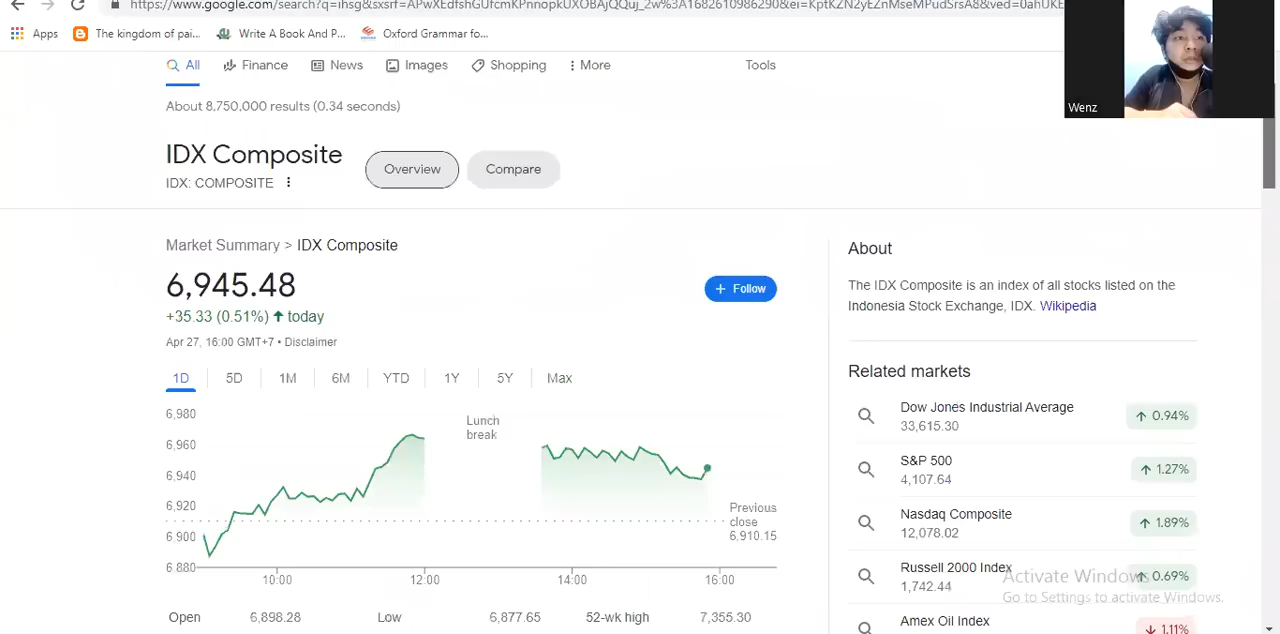 https://www.google.com/search?q=ihsg&sxsrf=
Apps The kingdom of pai... Write A Book And P... Oxford Grammar fo...
All Finance News Images Shopping More Tools
About 8,750,000 results (0.34 seconds)
IDX Composite
IDX: COMPOSITE
Overview Compare
Market Summary > IDX Composite
6,945.48
+35.33 (0.51%) ↑ today
Apr 27, 16:00 GMT+7 • Disclaimer
+ Follow
1D 5D 1M 6M YTD 1Y 5Y Max
6,980
6,960
6,940
6,920
6,900
6,880
Lunch
break
Previous
close
6,910.15
10:00 12:00 14:00 16:00
Open 6,898.28 Low 6,877.65 52-wk high 7,355.30
About
The IDX Composite is an index of all stocks listed on the
Indonesia Stock Exchange, IDX. Wikipedia
Related markets
Dow Jones Industrial Average
33,615.30
↑ 0.94%
S&P 500
4,107.64
↑ 1.27%
Nasdaq Composite
12,078.02
↑ 1.89%
Russell 2000 Index
1,742.44
↑ 0.69%
Amex Oil Index
↓ 1.11%
Activate Windows
Go to Settings to activate Windows.
Wenz